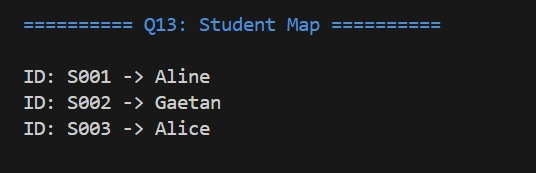 ========== Q13: Student Map ==========
ID: S001 -> Aline
ID: S002 -> Gaetan
ID: S003 -> Alice